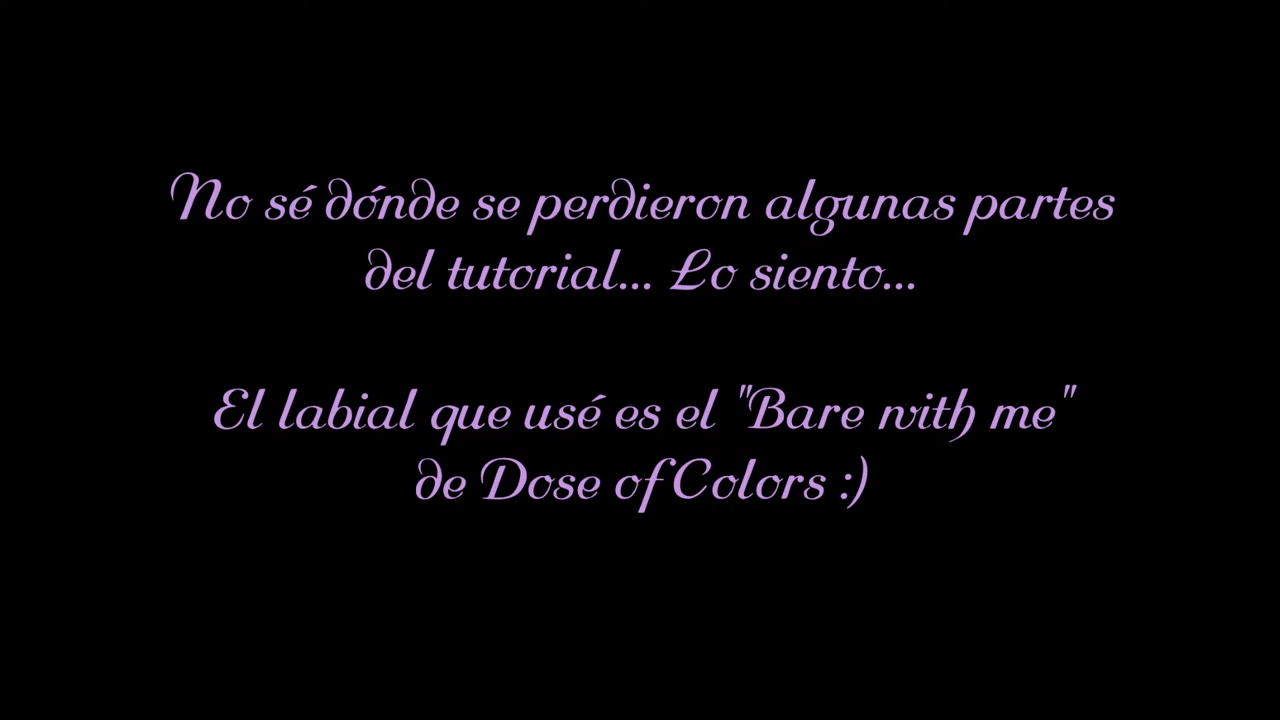 No sé dónde se perdieron algunas partes
del tutorial... Lo siento...
El labial que usé es el "Bare with me"
de Dose of Colors :)